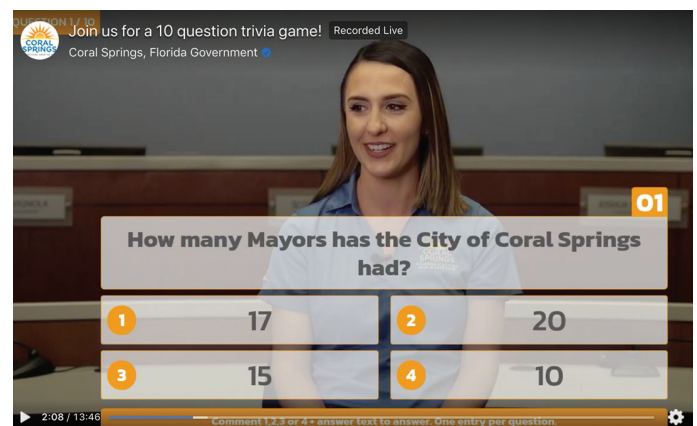 QUESTION 1 / 10
Join us for a 10 question trivia game! Recorded Live
CORAL SPRINGS
Coral Springs, Florida Government
01
How many Mayors has the City of Coral Springs
had?
CORAL
SPRINGS
1 17
2 20
3 15
4 10
2:08 / 13:46
Comment 1,2,3 or 4 + answer text to answer. One entry per question.